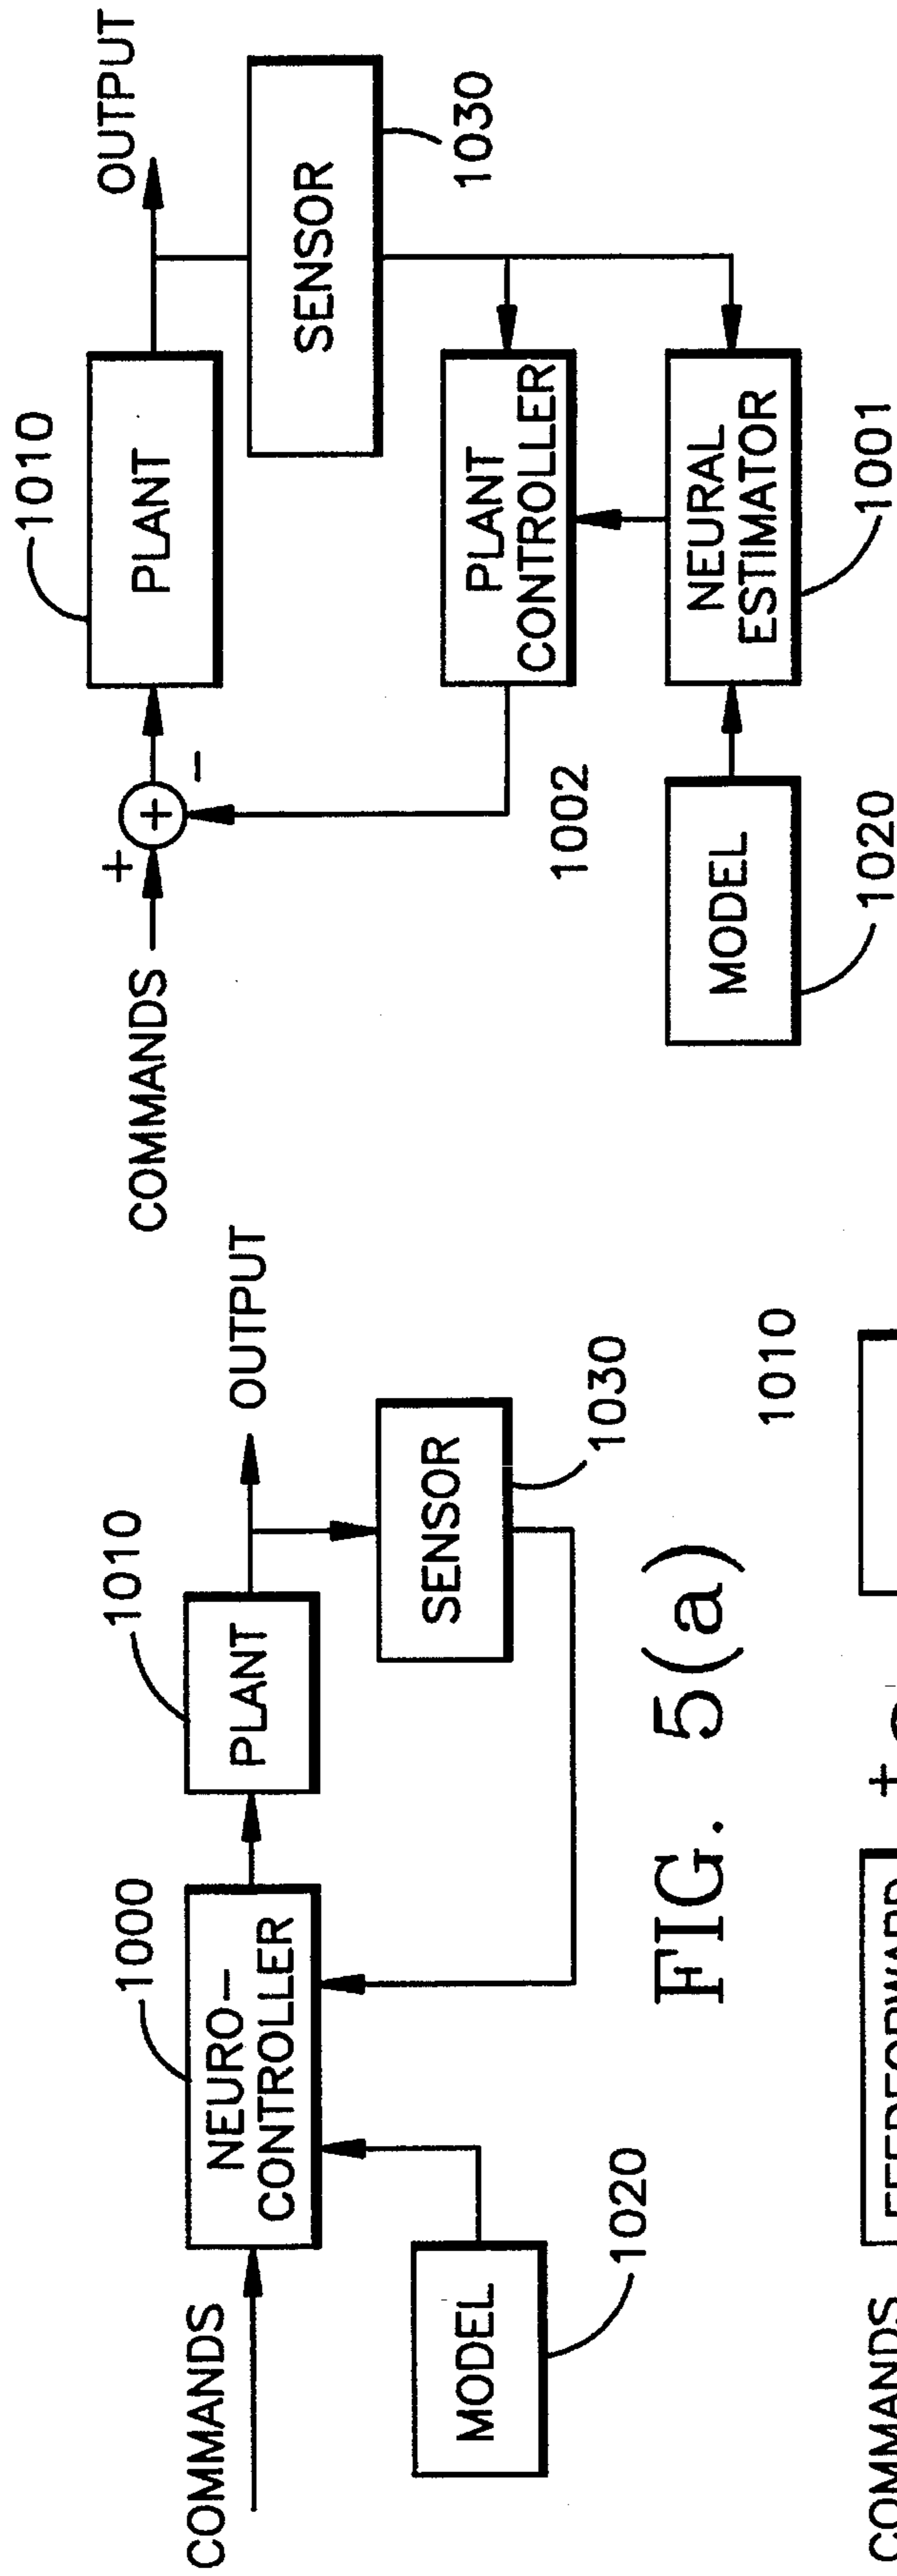 COMMANDS
1000
NEURO-
CONTROLLER
1010
PLANT
OUTPUT
SENSOR
1030
MODEL
1020
FIG. 5(a)
COMMANDS
+
+
-
1010
PLANT
OUTPUT
SENSOR
1030
PLANT
CONTROLLER
1002
NEURAL
ESTIMATOR
1001
MODEL
1020
COMMANDS
FEEDFORWARD
+
1010